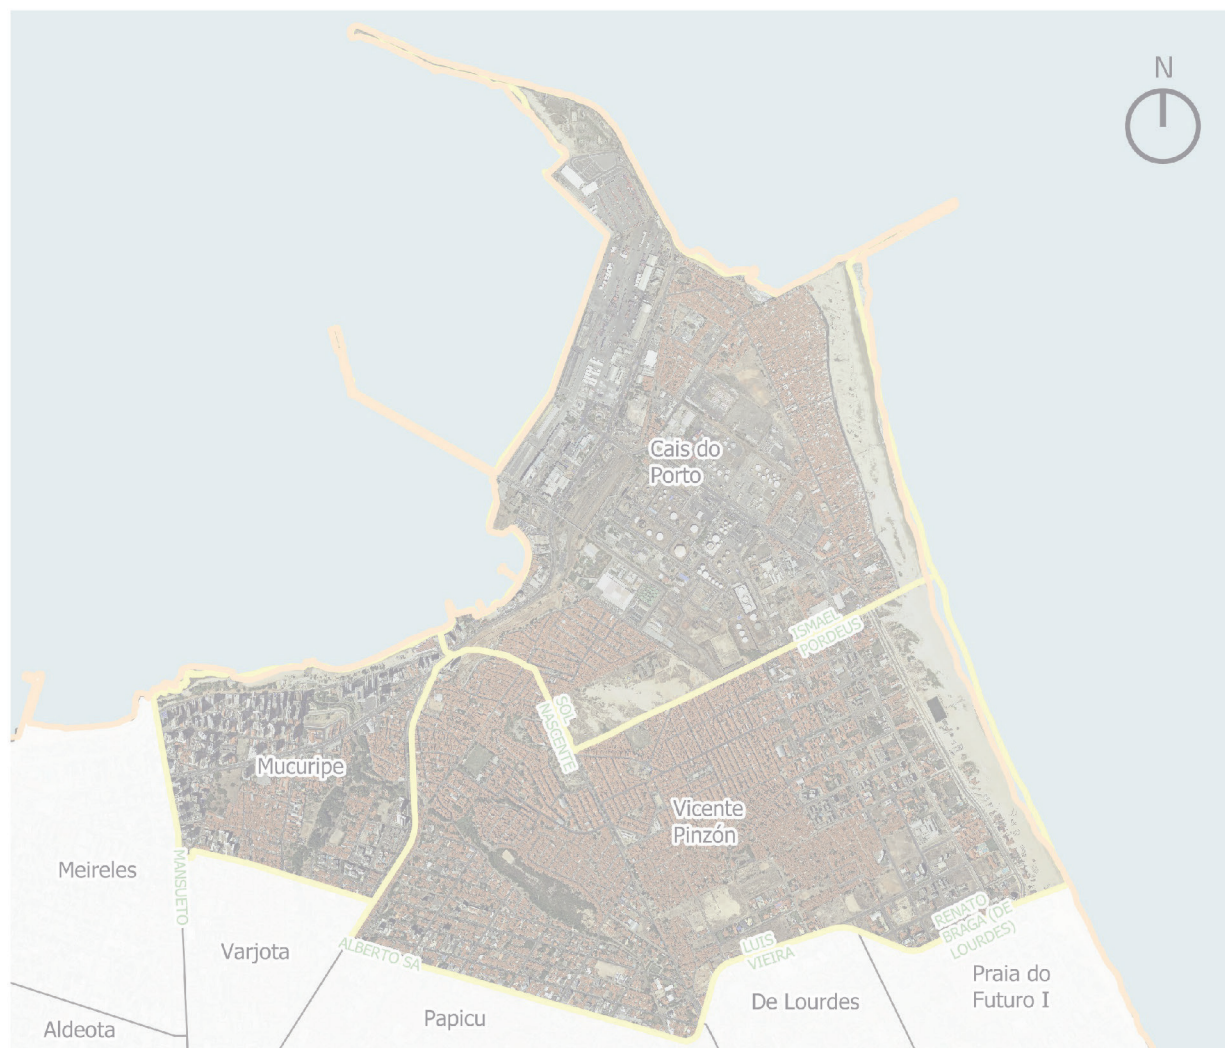 N
Cais do
Porto
ISMAEL
PORDEUS
SOL
NASCENTE
Mucuripe
Vicente
Pinzón
Meireles
MANSUETO
Varjota
ALBERTO SA
LUIS
VIEIRA
RENATO
BRAGA (DE
LOURDES)
Praia do
Futuro I
De Lourdes
Papicu
Aldeota